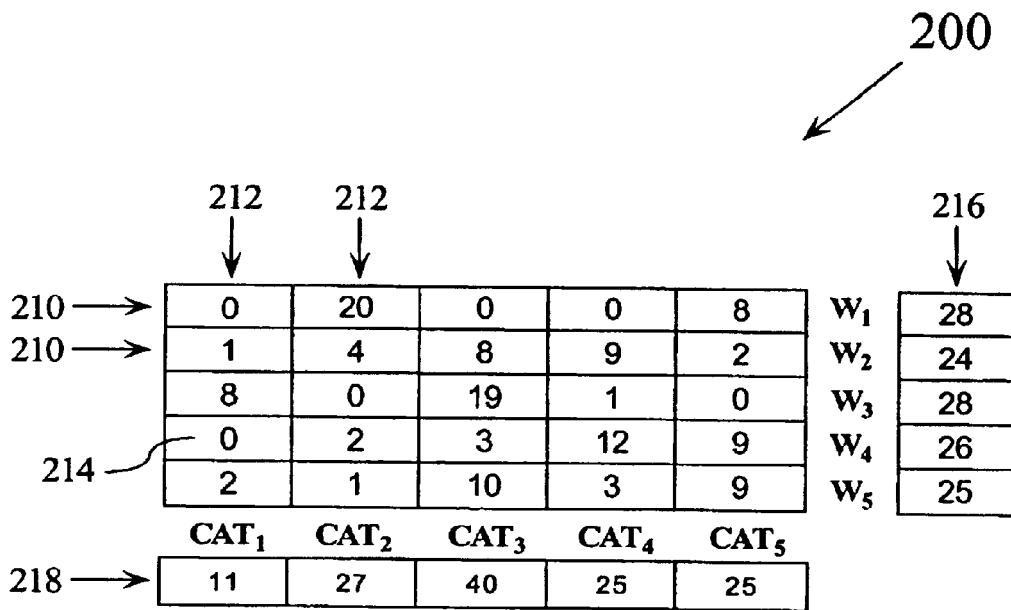 200
212 212 216
210 0 20 0 0 8 W₁ 28
210 1 4 8 9 2 W₂ 24
8 0 19 1 0 W₃ 28
214 0 2 3 12 9 W₄ 26
2 1 10 3 9 W₅ 25
CAT₁ CAT₂ CAT₃ CAT₄ CAT₅
218 11 27 40 25 25